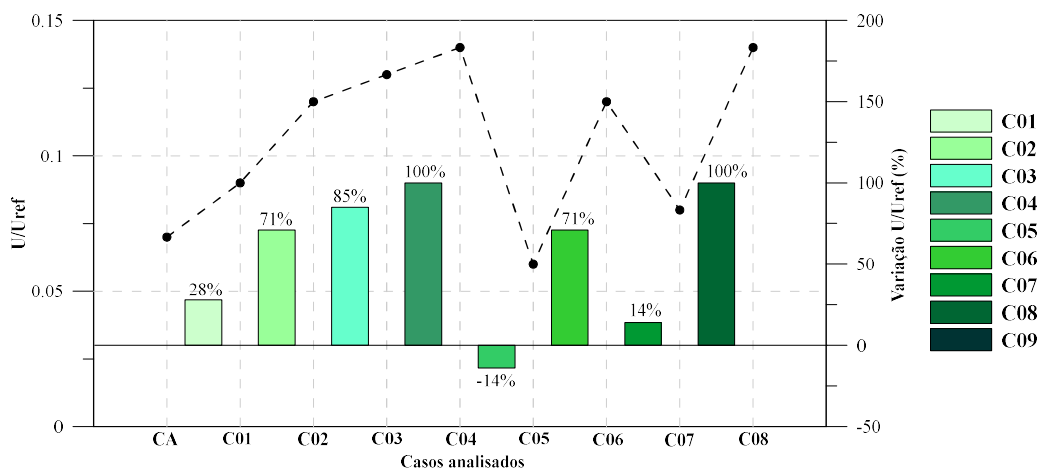 0.15
0.1
0.05
0
U/Uref
200
150
100
50
0
-50
Variação U/Uref (%)
28%
71%
85%
100%
-14%
71%
14%
100%
CA C01 C02 C03 C04 C05 C06 C07 C08
Casos analisados
C01
C02
C03
C04
C05
C06
C07
C08
C09